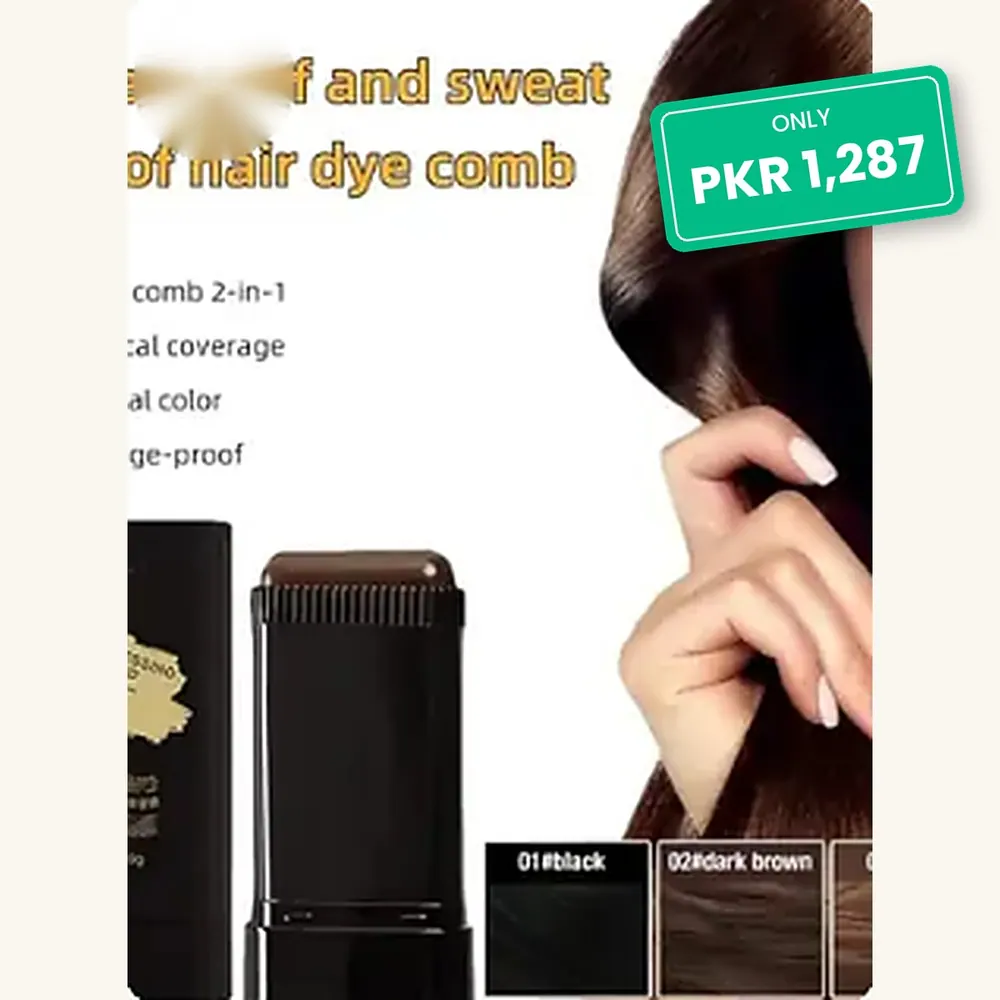 f and sweat
of hair dye comb
ONLY
PKR 1,287
comb 2-in-1
cal coverage
al color
ge-proof
01#black
02#dark brown